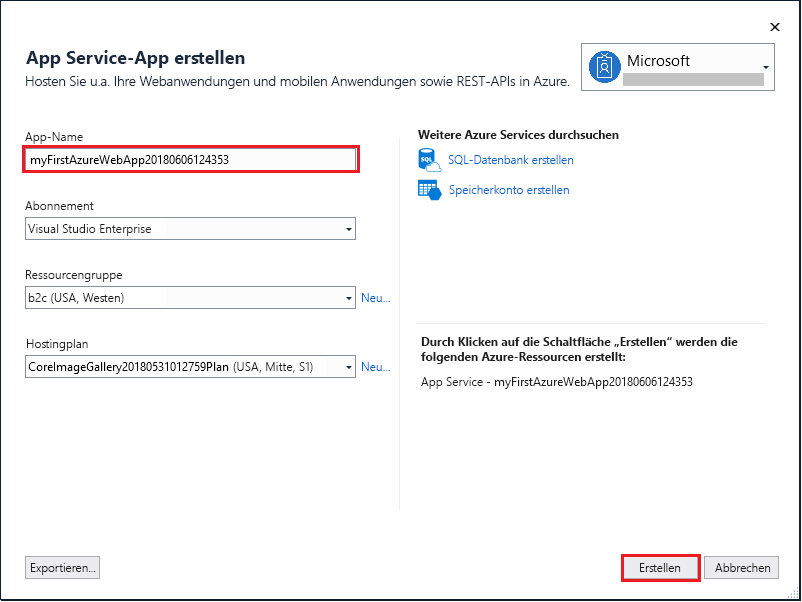 App Service-App erstellen
Hosten Sie u.a. Ihre Webanwendungen und mobilen Anwendungen sowie REST-APIs in Azure.
Microsoft
App-Name
myFirstAzureWebApp20180606124353
Abonnement
Visual Studio Enterprise
Ressourcengruppe
b2c (USA, Westen)
Neu...
Hostingplan
CoreImageGallery20180531012759Plan (USA, Mitte, S1)
Neu...
Weitere Azure Services durchsuchen
SQL
SQL-Datenbank erstellen
Speicherkonto erstellen
Durch Klicken auf die Schaltfläche „Erstellen“ werden die
folgenden Azure-Ressourcen erstellt:
App Service - myFirstAzureWebApp20180606124353
Exportieren...
Erstellen
Abbrechen